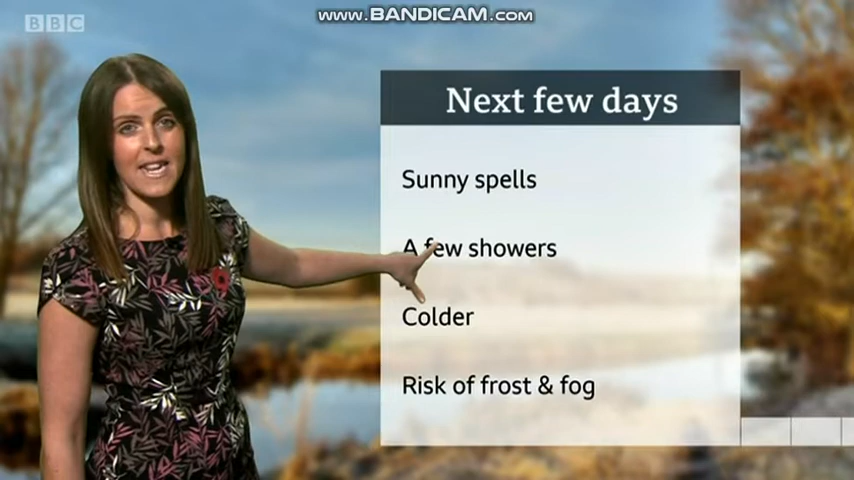 BBC
www.BANDICAM.com
Next few days
Sunny spells
A few showers
Colder
Risk of frost & fog